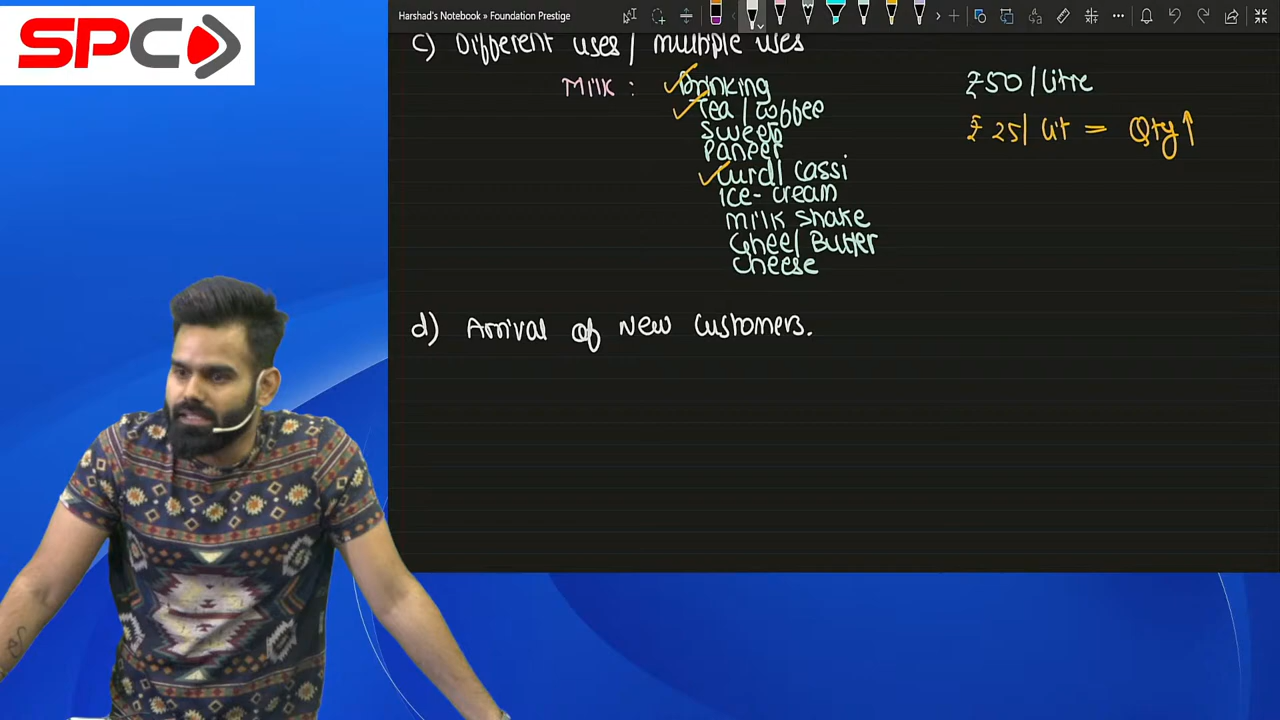 SPC
Harshad's Notebook » Foundation Prestige
c) Different uses / multiple uses
Milk : Drinking ₹50 / litre
Tea / Coffee
₹ 25/ lit = Qty ↑
Sweets
Paneer
Curd / Lassi
Ice-cream
Milk shake
Ghee / Butter
Cheese
d) Arrival of New Customers.